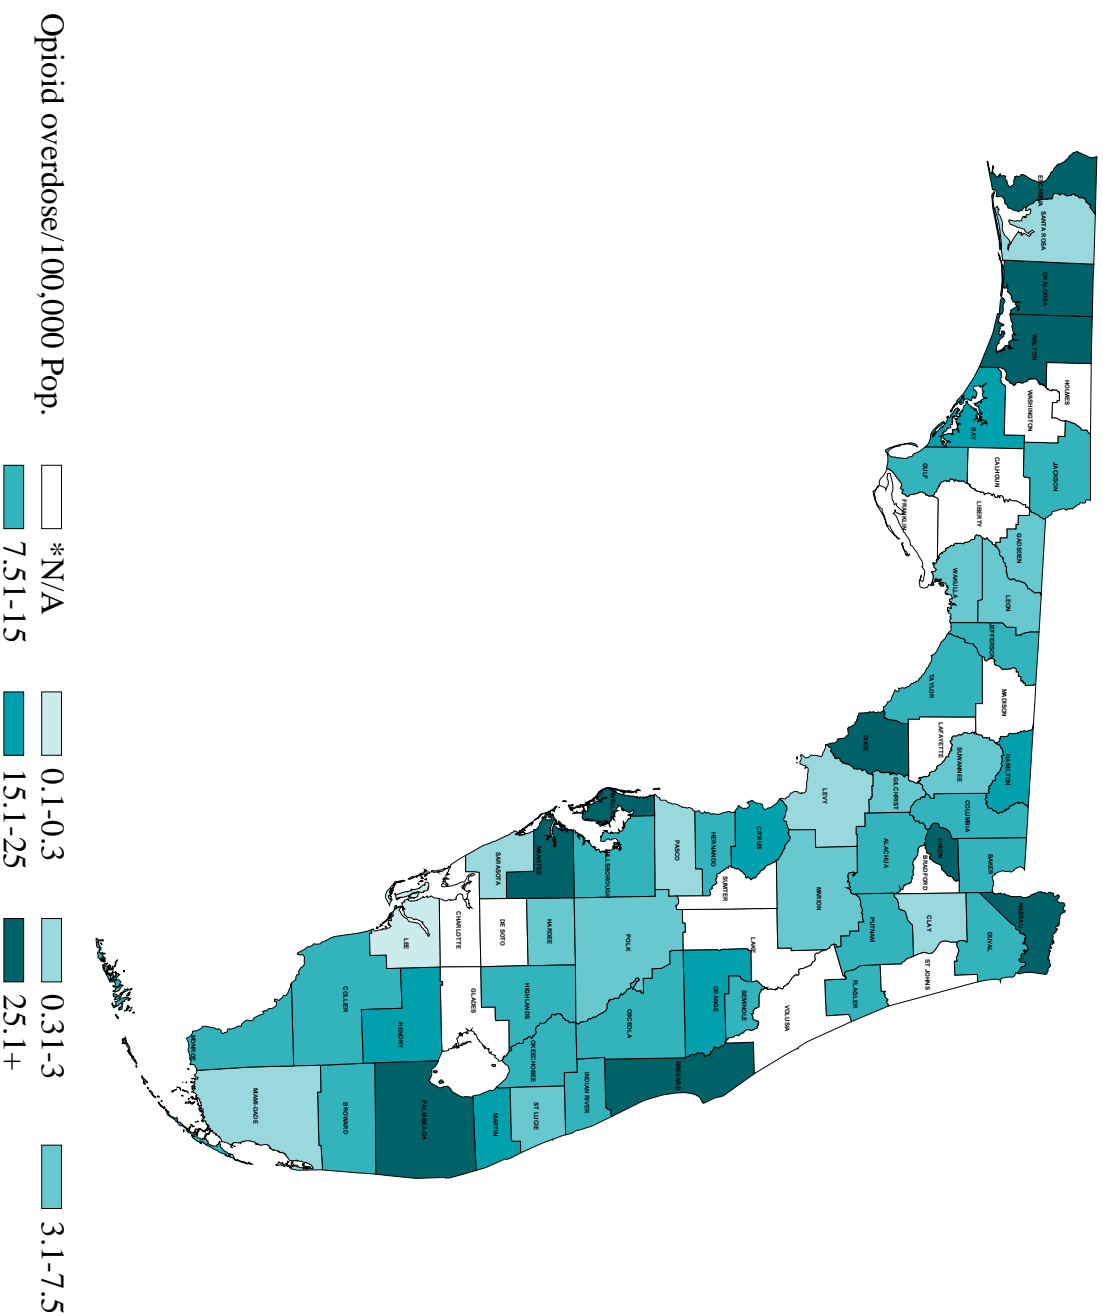 ESCAMBIA
SANTA ROSA
OKALOOSA
WALTON
HOLMES
WASHINGTON
BAY
JACKSON
CALHOUN
GULF
LIBERTY
FRANKLIN
GADSDEN
WAKULLA
LEON
JEFFERSON
TAYLOR
MADISON
LAFAYETTE
DIXIE
SUWANNEE
HAMILTON
GILCHRIST
LEVY
COLUMBIA
UNION
BAKER
BRADFORD
ALACHUA
NASSAU
DUVAL
CLAY
ST JOHNS
PUTNAM
FLAGLER
MARION
CITRUS
HERNANDO
SUMTER
PASCO
LAKE
VOLUSIA
SEMINOLE
ORANGE
BREVARD
OSCEOLA
POLK
HILLSBOROUGH
MANATEE
SARASOTA
HARDEE
DE SOTO
CHARLOTTE
LEE
HIGHLANDS
OKEECHOBEE
INDIAN RIVER
ST LUCIE
MARTIN
GLADES
HENDRY
PALM BEACH
COLLIER
BROWARD
MIAMI-DADE
MONROE
Opioid overdose/100,000 Pop.
*N/A 0.1-0.3 0.31-3 3.1-7.5
7.51-15 15.1-25 25.1+